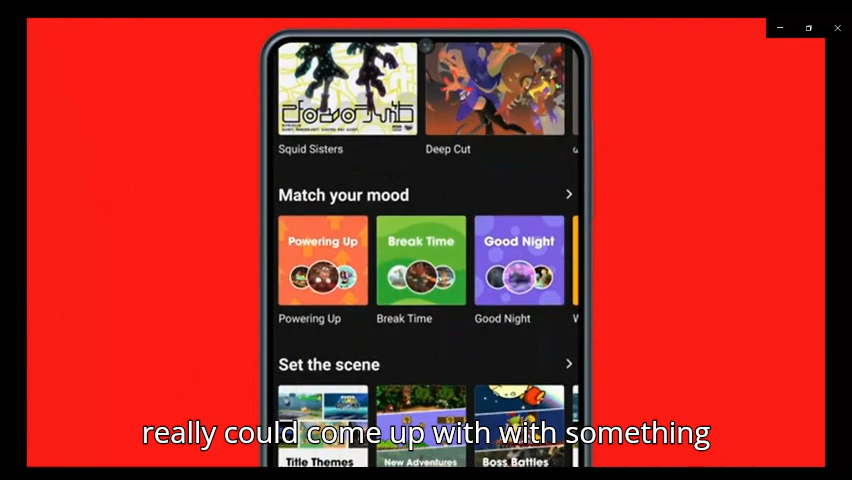 Squid Sisters
Deep Cut
Match your mood
Powering Up
Break Time
Good Night
Powering Up
Break Time
Good Night
Set the scene
really could come up with with something
Title Themes
New Adventures
Boss Battles